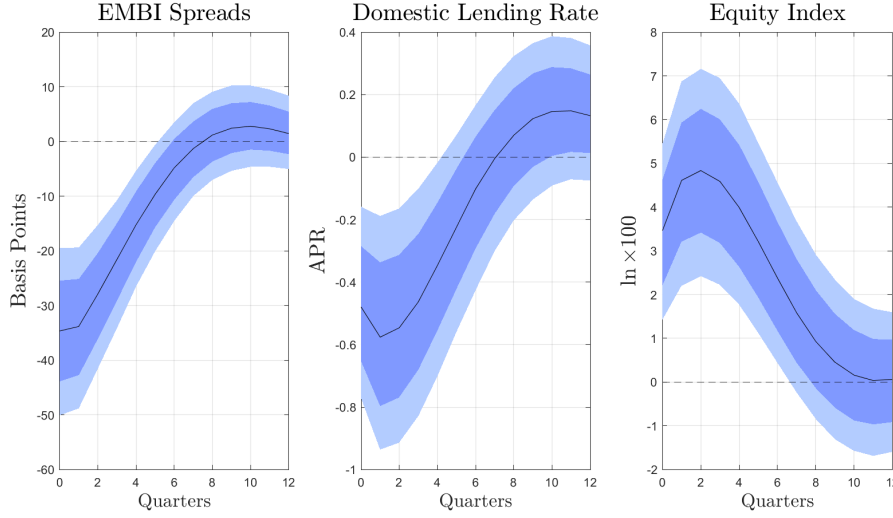 EMBI Spreads
Domestic Lending Rate
Equity Index
Basis Points
20
10
0
-10
-20
-30
-40
-50
-60
0 2 4 6 8 10 12
Quarters
APR
0.4
0.2
0
-0.2
-0.4
-0.6
-0.8
-1
0 2 4 6 8 10 12
Quarters
ln ×100
8
7
6
5
4
3
2
1
0
-1
-2
0 2 4 6 8 10 12
Quarters